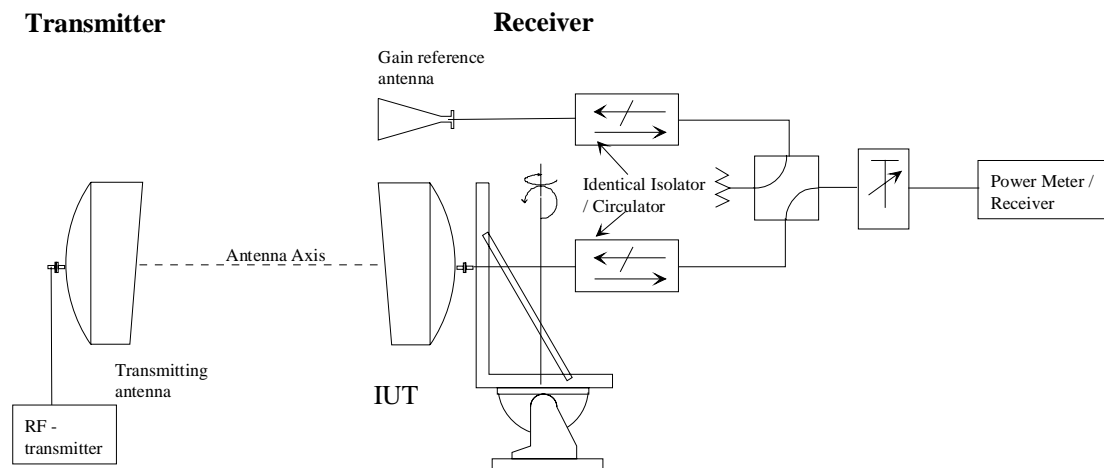 Transmitter
Receiver
Gain reference
antenna
Identical Isolator
/ Circulator
Power Meter /
Receiver
Antenna Axis
Transmitting
antenna
IUT
RF -
transmitter